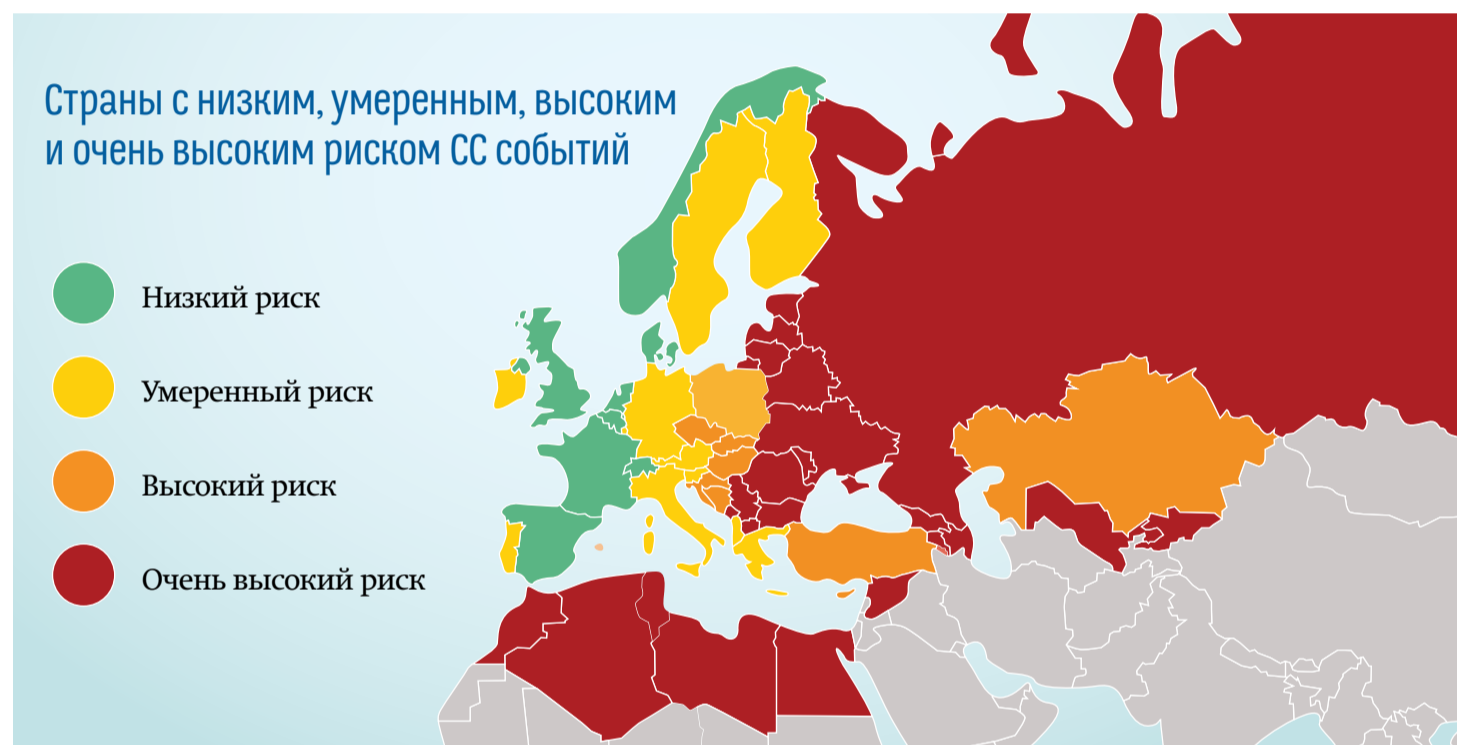 Страны с низким, умеренным, высоким
и очень высоким риском СС событий
Низкий риск
Умеренный риск
Высокий риск
Очень высокий риск